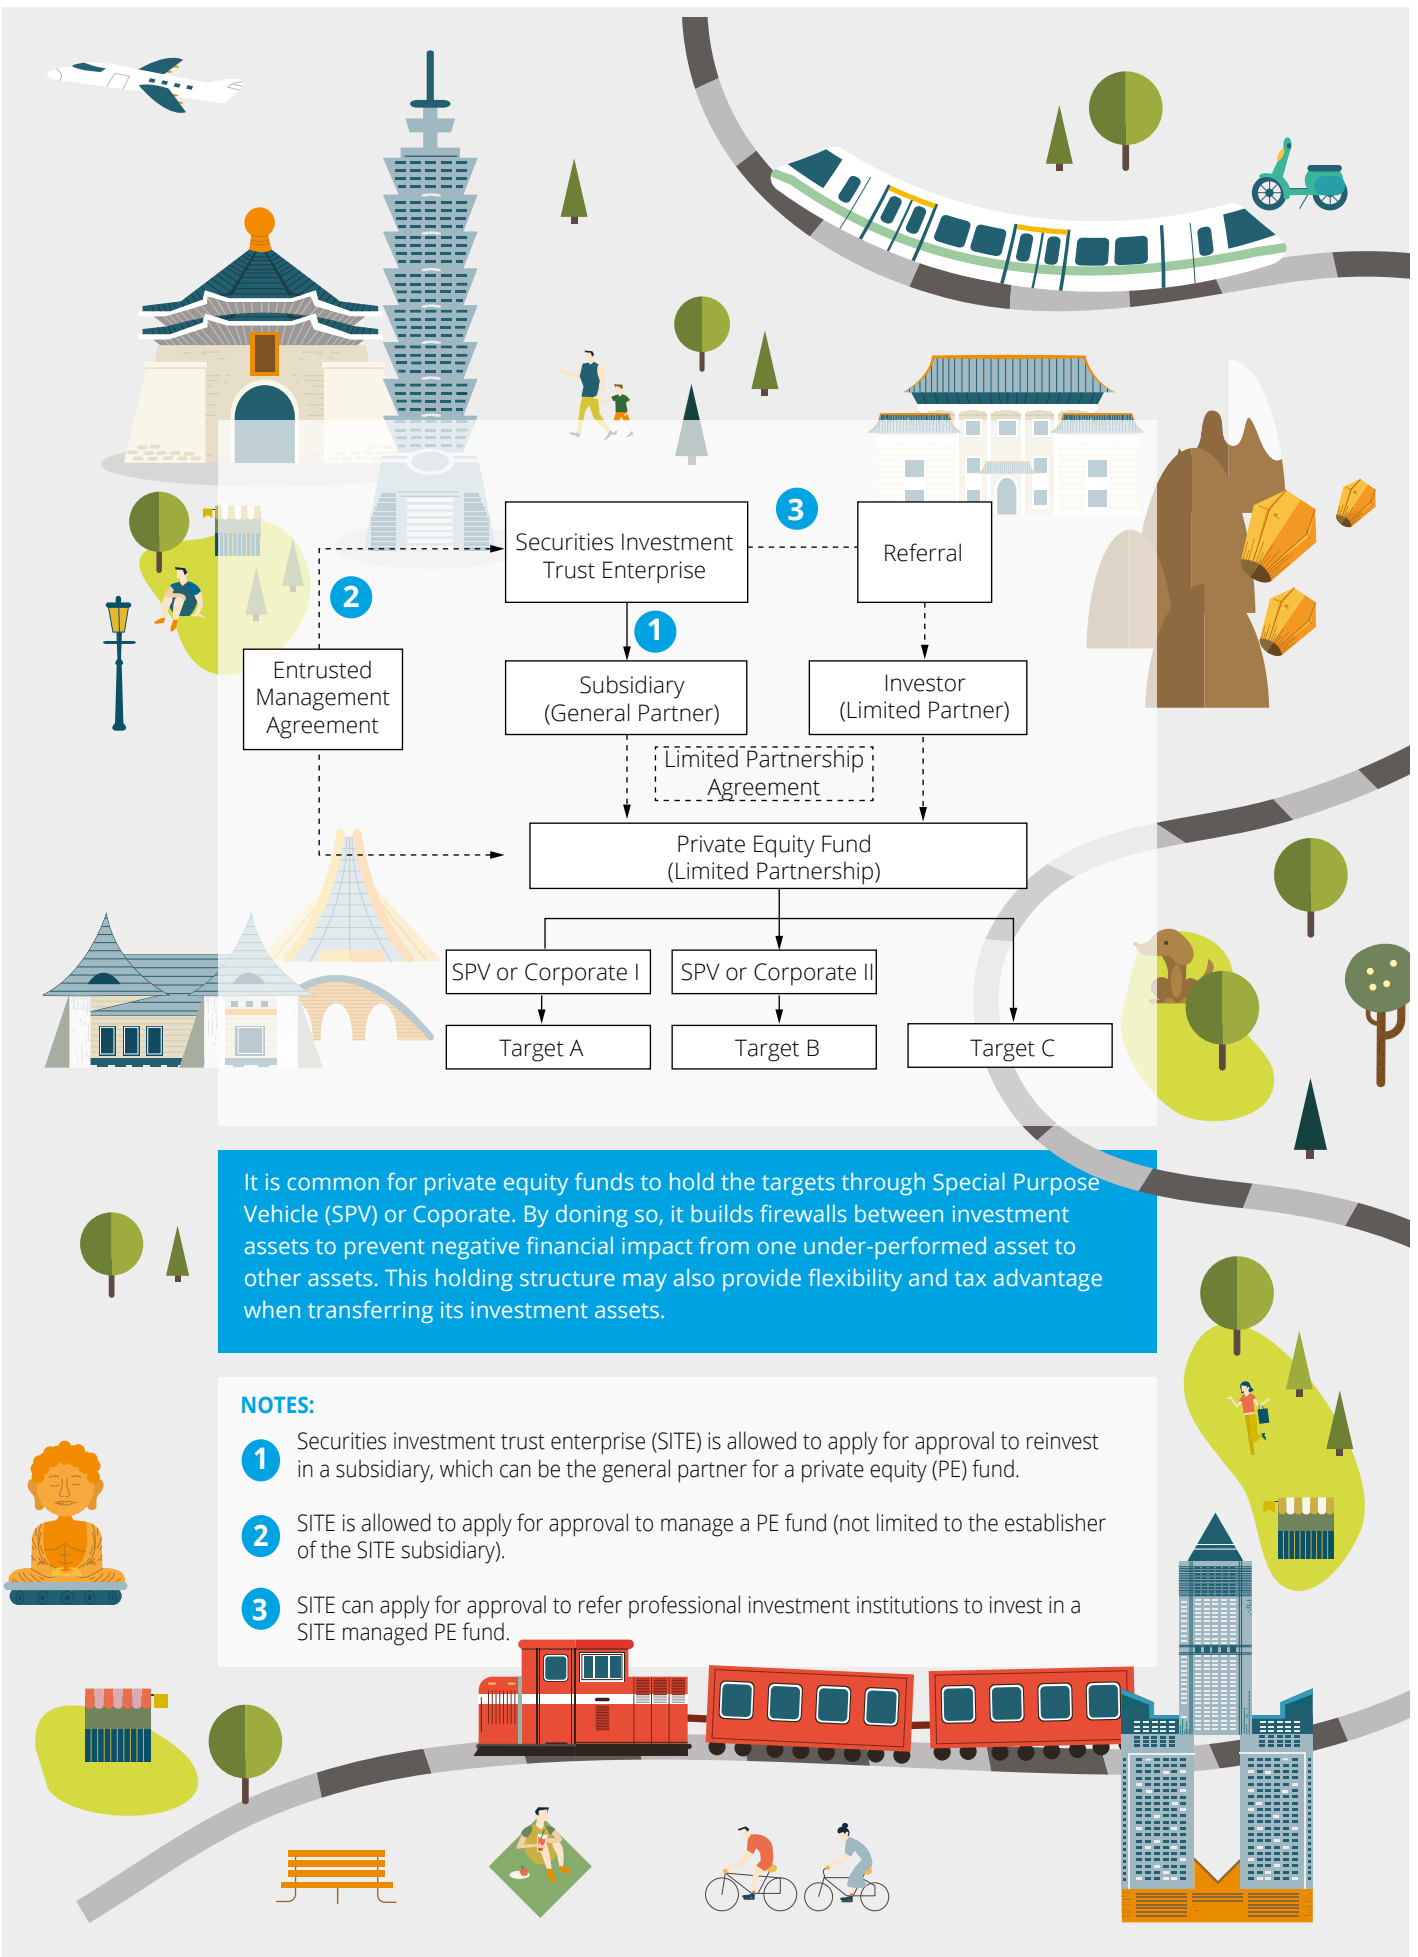 3
Securities Investment
Trust Enterprise
Referral
2
1
Entrusted
Management
Agreement
Subsidiary
(General Partner)
Investor
(Limited Partner)
Limited Partnership
Agreement
Private Equity Fund
(Limited Partnership)
SPV or Corporate I
SPV or Corporate II
Target A
Target B
Target C
It is common for private equity funds to hold the targets through Special Purpose
Vehicle (SPV) or Coporate. By doning so, it builds firewalls between investment
assets to prevent negative financial impact from one under-performed asset to
other assets. This holding structure may also provide flexibility and tax advantage
when transferring its investment assets.
NOTES:
1
Securities investment trust enterprise (SITE) is allowed to apply for approval to reinvest
in a subsidiary, which can be the general partner for a private equity (PE) fund.
2
SITE is allowed to apply for approval to manage a PE fund (not limited to the establisher
of the SITE subsidiary).
3
SITE can apply for approval to refer professional investment institutions to invest in a
SITE managed PE fund.